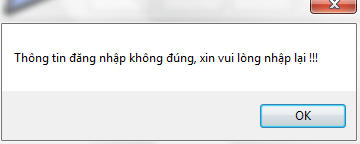 Thông tin đăng nhập không đúng, xin vui lòng nhập lại !!!
OK